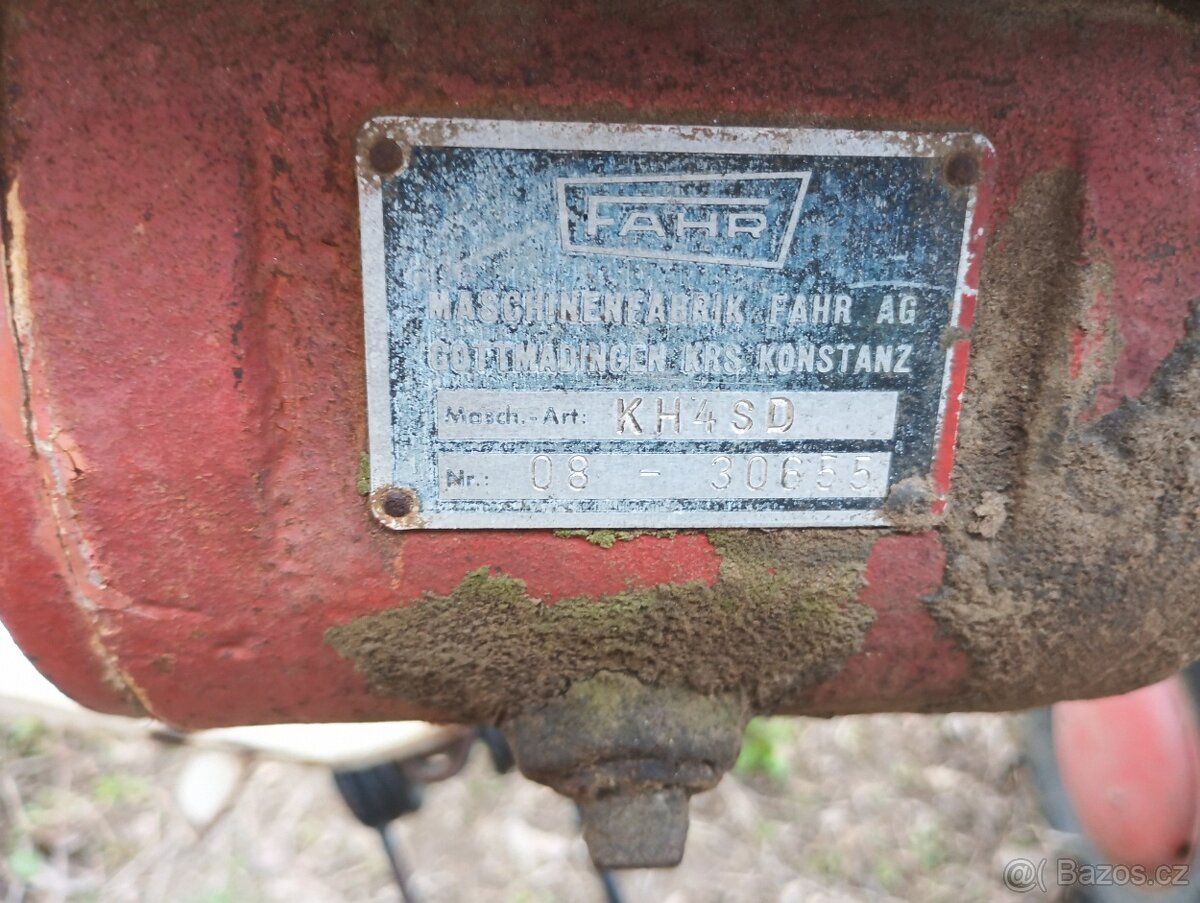 FAHR
MASCHINENFABRIK FAHR AG
GOTTMADINGEN KRS. KONSTANZ
Masch.-Art: KH4SD
Nr.: 08 - 30655
Bazos.cz